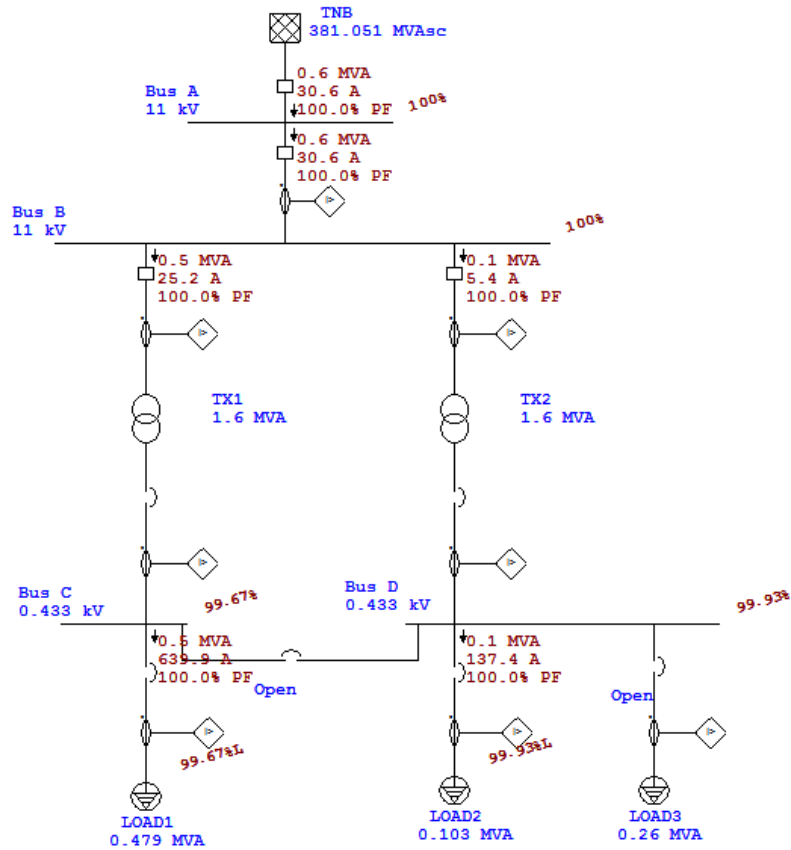 TNB
381.051 MVAsc
0.6 MVA
30.6 A
100.0% PF
Bus A
11 kV
100%
0.6 MVA
30.6 A
100.0% PF
Bus B
11 kV
100%
0.5 MVA
25.2 A
100.0% PF
0.1 MVA
5.4 A
100.0% PF
I>
I>
I>
TX1
1.6 MVA
TX2
1.6 MVA
I>
I>
Bus C
0.433 kV
99.67%
Bus D
0.433 kV
99.93%
0.5 MVA
639.9 A
100.0% PF
Open
0.1 MVA
137.4 A
100.0% PF
Open
I>
I>
I>
99.67%L
99.93%L
LOAD1
0.479 MVA
LOAD2
0.103 MVA
LOAD3
0.26 MVA